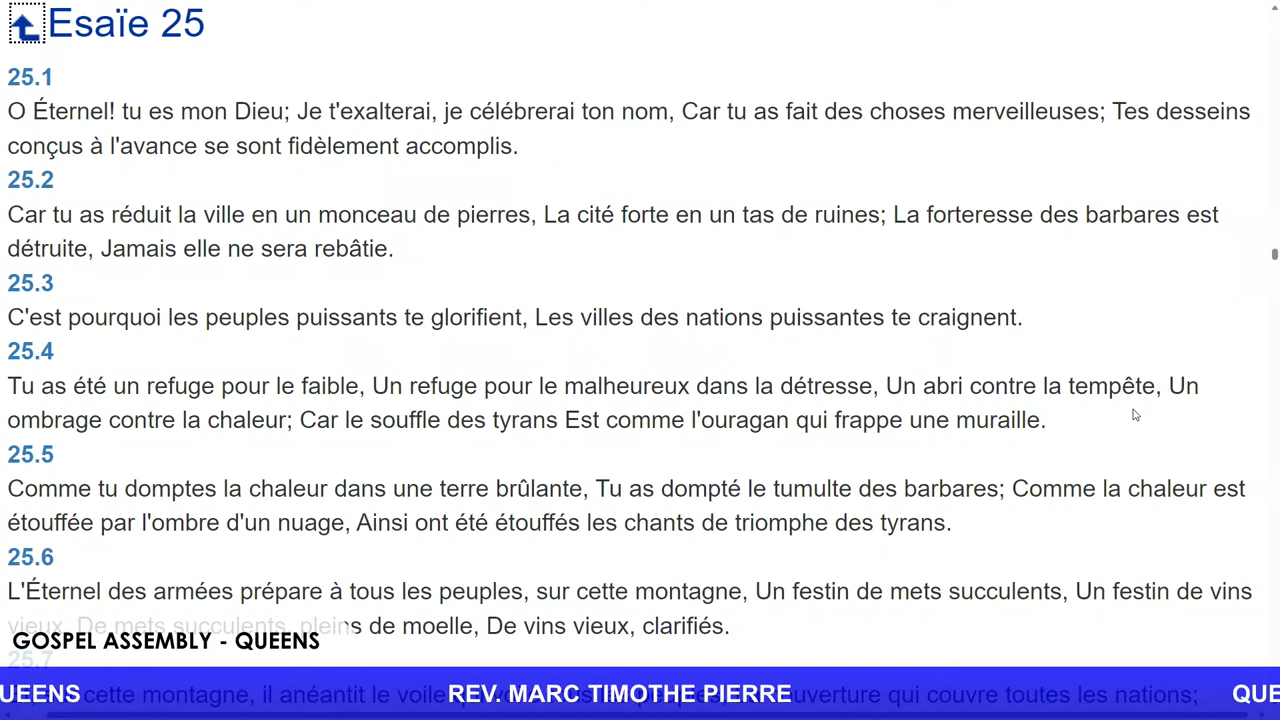 Esaïe 25
25.1
O Éternel! tu es mon Dieu; Je t'exalterai, je célébrerai ton nom, Car tu as fait des choses merveilleuses; Tes desseins
conçus à l'avance se sont fidèlement accomplis.
25.2
Car tu as réduit la ville en un monceau de pierres, La cité forte en un tas de ruines; La forteresse des barbares est
détruite, Jamais elle ne sera rebâtie.
25.3
C'est pourquoi les peuples puissants te glorifient, Les villes des nations puissantes te craignent.
25.4
Tu as été un refuge pour le faible, Un refuge pour le malheureux dans la détresse, Un abri contre la tempête, Un
ombrage contre la chaleur; Car le souffle des tyrans Est comme l'ouragan qui frappe une muraille.
25.5
Comme tu domptes la chaleur dans une terre brûlante, Tu as dompté le tumulte des barbares; Comme la chaleur est
étouffée par l'ombre d'un nuage, Ainsi ont été étouffés les chants de triomphe des tyrans.
25.6
L'Éternel des armées prépare à tous les peuples, sur cette montagne, Un festin de mets succulents, Un festin de vins
vieux, De mets succulents, pleins de moelle, De vins vieux, clarifiés.
GOSPEL ASSEMBLY - QUEENS
25.7
cette montagne, il anéantit le voile qui couvre toutes les nations;
UEENS REV. MARC TIMOTHE PIERRE QUE